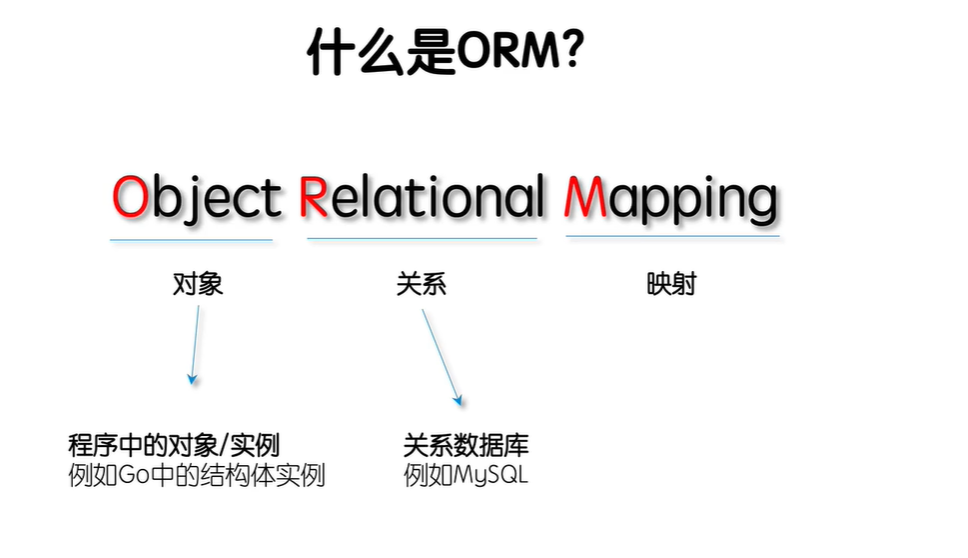 什么是ORM?
Object Relational Mapping
对象 关系 映射
程序中的对象/实例 关系数据库
例如Go中的结构体实例 例如MySQL